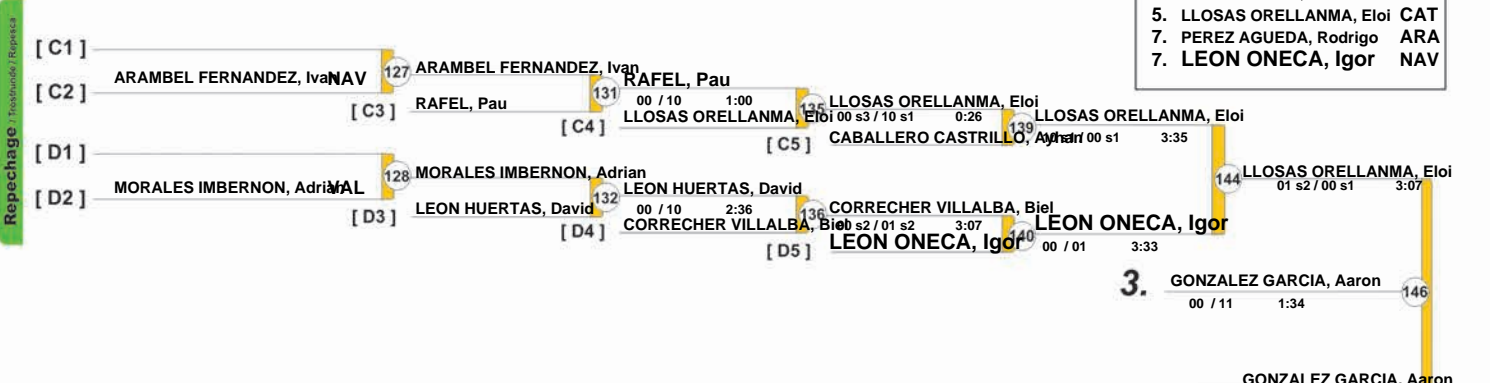 Repechage / Trostrunde / Repesca
5. LLOSAS ORELLANMA, Eloi CAT
7. PEREZ AGUEDA, Rodrigo ARA
7. LEON ONECA, Igor NAV
[ C1 ]
ARAMBEL FERNANDEZ, Ivan NAV
[ C2 ]
127
ARAMBEL FERNANDEZ, Ivan
[ C3 ]
RAFEL, Pau
131
RAFEL, Pau
00 / 10 1:00
[ C4 ]
LLOSAS ORELLANMA, Eloi
135
LLOSAS ORELLANMA, Eloi
00 s3 / 10 s1 0:26
[ C5 ]
CABALLERO CASTRILLO, Ayhan
139
LLOSAS ORELLANMA, Eloi
/ 00 s1 3:35
[ D1 ]
MORALES IMBERNON, Adrian VAL
[ D2 ]
128
MORALES IMBERNON, Adrian
[ D3 ]
LEON HUERTAS, David
132
LEON HUERTAS, David
00 / 10 2:36
[ D4 ]
CORRECHER VILLALBA, Biel
136
CORRECHER VILLALBA, Biel
00 s2 / 01 s2 3:07
[ D5 ]
LEON ONECA, Igor
140
LEON ONECA, Igor
00 / 01 3:33
144
LLOSAS ORELLANMA, Eloi
01 s2 / 00 s1 3:07
3. GONZALEZ GARCIA, Aaron
00 / 11 1:34
146
GONZALEZ GARCIA, Aaron